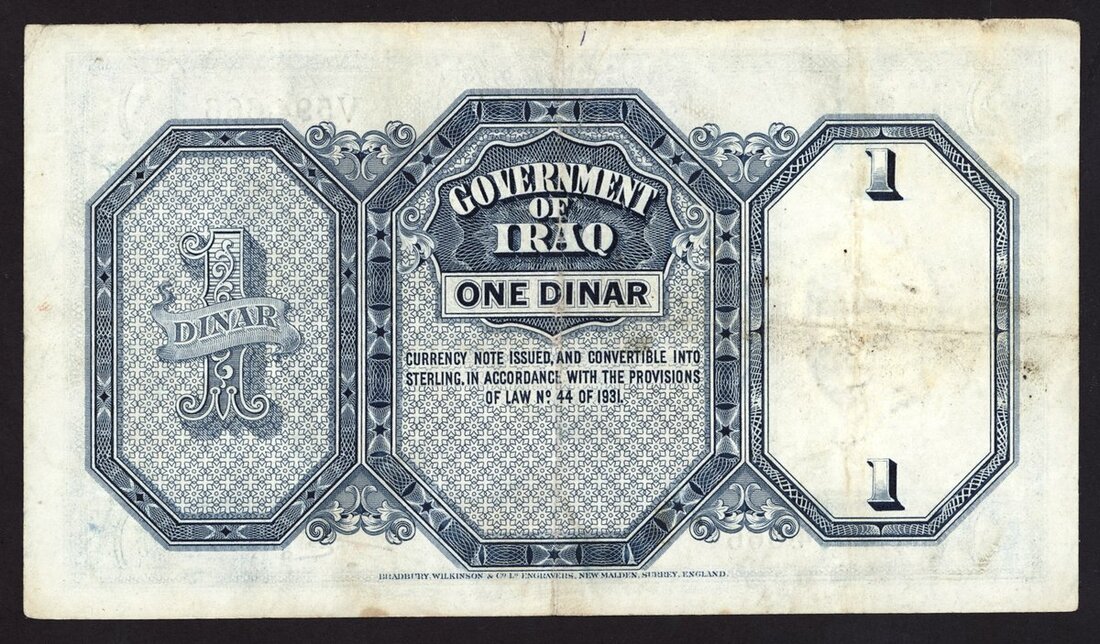 GOVERNMENT
OF
IRAQ
ONE DINAR
CURRENCY NOTE ISSUED, AND CONVERTIBLE INTO
STERLING, IN ACCORDANCE WITH THE PROVISIONS
OF LAW Nº 44 OF 1931.
1
DINAR
1
1
BRADBURY, WILKINSON & Cº Lᴰ ENGRAVERS, NEW MALDEN, SURREY, ENGLAND.